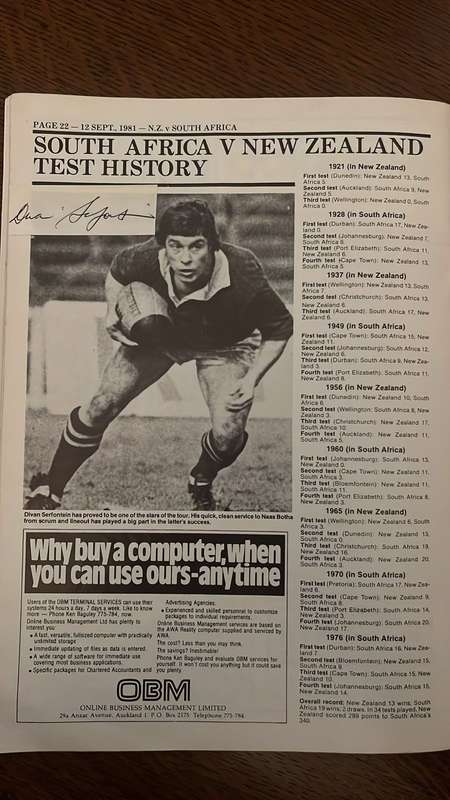 PAGE 22 — 12 SEPT., 1981 — N.Z. v SOUTH AFRICA
SOUTH AFRICA V NEW ZEALAND
TEST HISTORY
Divan Serfontein has proved to be one of the stars of the tour. His quick, clean service to Naas Botha
from scrum and lineout has played a big part in the latter's success.
Why buy a computer, when
you can use ours-anytime
Users of the OBM TERMINAL SERVICES can use their
systems 24 hours a day, 7 days a week. Like to know
more — Phone Ken Baguley 775-784, now.
Online Business Management Ltd has plenty to
interest you:
● A fast, versatile, fullsized computer with practically
unlimited storage
● Immediate updating of files as data is entered.
● A wide range of software for immediate use
covering most business applications.
● Specific packages for Chartered Accountants and
Advertising Agencies.
● Experienced and skilled personnel to customize
packages to individual requirements.
Online Business Management services are based on
the AWA Reality computer supplied and serviced by
AWA.
The cost? Less than you may think.
The savings? Inestimable!
Phone Ken Baguley and evaluate OBM services for
yourself. It won't cost you anything but it could save
you plenty.
OBM
ONLINE BUSINESS MANAGEMENT LIMITED
29a Anzac Avenue, Auckland 1 P.O. Box 2175 Telephone 775-784
1921 (in New Zealand)
First test (Dunedin): New Zealand 13, South
Africa 5.
Second test (Auckland): South Africa 9, New
Zealand 5.
Third test (Wellington): New Zealand 0, South
Africa 0.
1928 (in South Africa)
First test (Durban): South Africa 17, New Zea-
land 0.
Second test (Johannesburg): New Zealand 7,
South Africa 6.
Third test (Port Elizabeth): South Africa 11,
New Zealand 6.
Fourth test (Cape Town): New Zealand 13,
South Africa 5.
1937 (in New Zealand)
First test (Wellington): New Zealand 13, South
Africa 7.
Second test (Christchurch): South Africa 13,
New Zealand 6.
Third test (Auckland): South Africa 17, New
Zealand 6.
1949 (in South Africa)
First test (Cape Town): South Africa 15, New
Zealand 11.
Second test (Johannesburg): South Africa 12,
New Zealand 6.
Third test (Durban): South Africa 9, New Zea-
land 3.
Fourth test (Port Elizabeth): South Africa 11,
New Zealand 8.
1956 (in New Zealand)
First test (Dunedin): New Zealand 10, South
Africa 6.
Second test (Wellington): South Africa 8, New
Zealand 3.
Third test (Christchurch): New Zealand 17,
South Africa 10.
Fourth test (Auckland): New Zealand 11,
South Africa 5.
1960 (in South Africa)
First test (Johannesburg): South Africa 13,
New Zealand 0.
Second test (Cape Town): New Zealand 11,
South Africa 3.
Third test (Bloemfontein): New Zealand 11,
South Africa 11.
Fourth test (Port Elizabeth): South Africa 8,
New Zealand 3.
1965 (in New Zealand)
First test (Wellington): New Zealand 6, South
Africa 3.
Second test (Dunedin): New Zealand 13,
South Africa 0.
Third test (Christchurch): South Africa 19,
New Zealand 16.
Fourth test (Auckland): New Zealand 20,
South Africa 3.
1970 (in South Africa)
First test (Pretoria): South Africa 17, New Zea-
land 6.
Second test (Cape Town): New Zealand 9,
South Africa 8.
Third test (Port Elizabeth): South Africa 14,
New Zealand 3.
Fourth test (Johannesburg): South Africa 20,
New Zealand 17.
1976 (in South Africa)
First test (Durban): South Africa 16, New Zea-
land 7.
Second test (Bloemfontein): New Zealand 15,
South Africa 9.
Third test (Cape Town): South Africa 15, New
Zealand 10.
Fourth test (Johannesburg): South Africa 15,
New Zealand 14.
Overall record: New Zealand 13 wins, South
Africa 19 wins, 2 draws. In 34 tests played, New
Zealand scored 299 points to South Africa's
340.